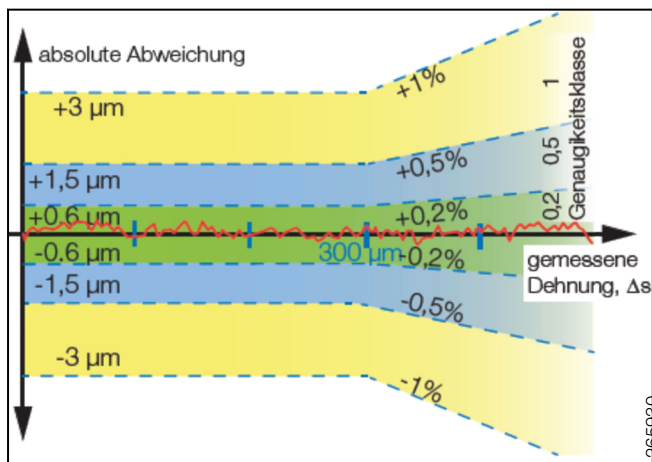 absolute Abweichung
+3 µm
+1%
1
+1,5 µm
+0,5%
0,5
+0.6 µm
+0,2%
0,2
Genaugikeitsklasse
-0.6 µm
300 µm
-0,2%
gemessene
Dehnung, Δs
-1,5 µm
-0,5%
-3 µm
-1%